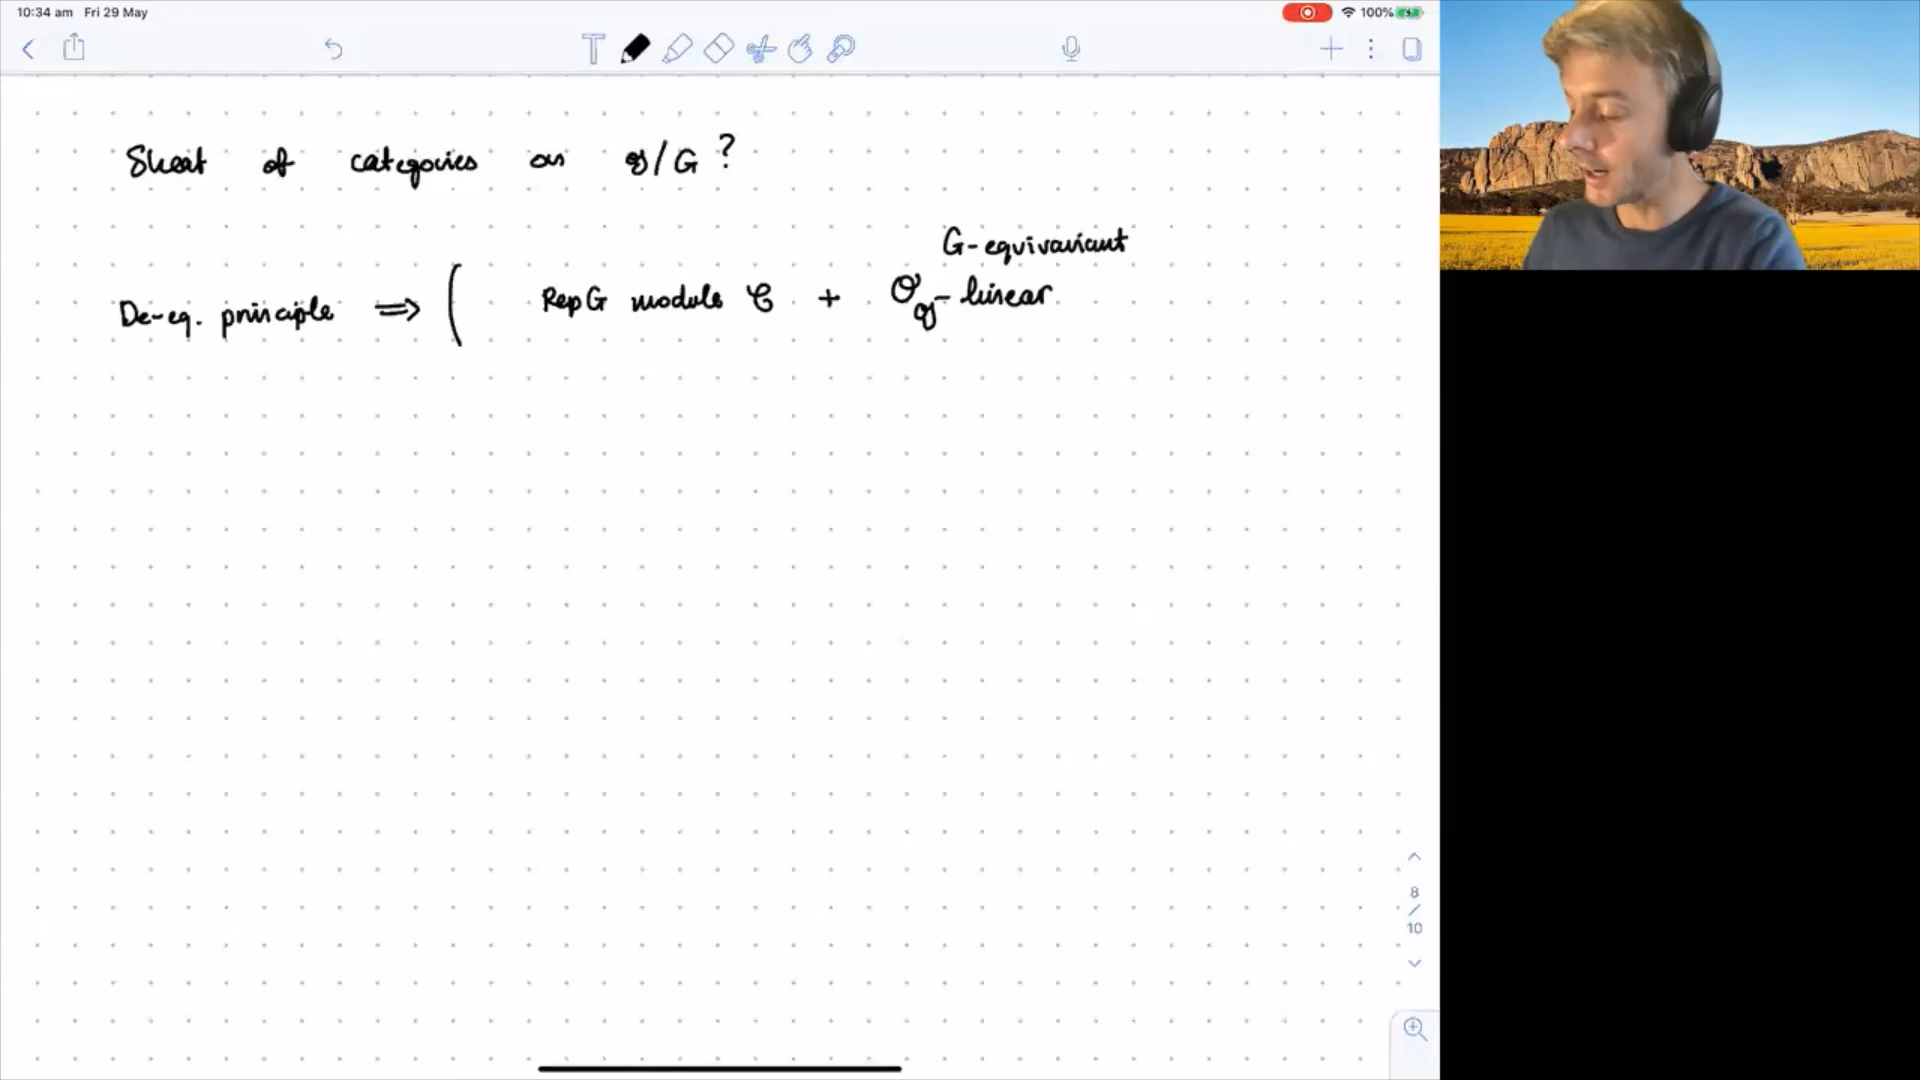 10:34 am Fri 29 May
100%
Sheaf of categories on 𝔤/G ?
G-equivariant
De-eq. principle ⇒ ( Rep G module 𝒞 + 𝒪_𝔤 - linear
8
/
10